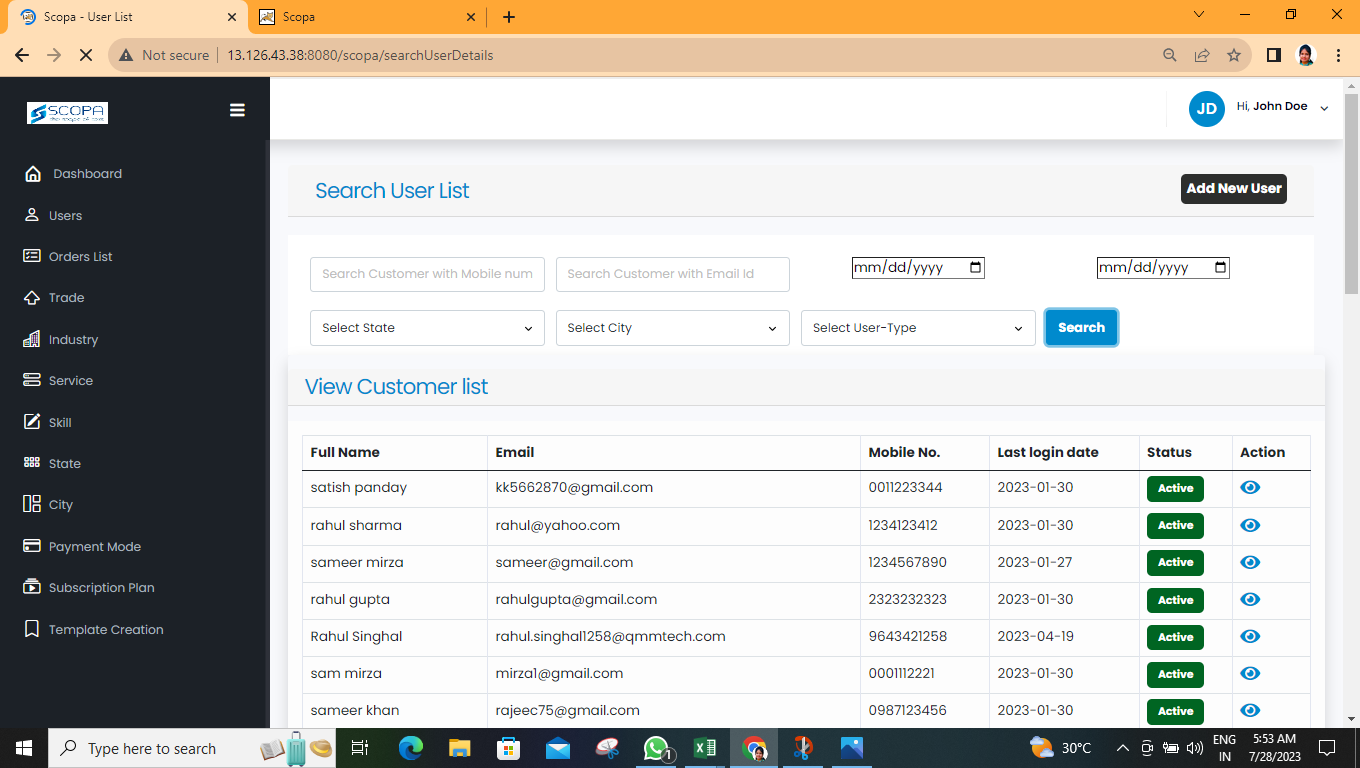 Scopa - User List
Scopa
Not secure
13.126.43.38:8080/scopa/searchUserDetails
SCOPA
JD
Hi, John Doe
Dashboard
Users
Orders List
Trade
Industry
Service
Skill
State
City
Payment Mode
Subscription Plan
Template Creation
Search User List
Add New User
Search Customer with Mobile num
Search Customer with Email Id
mm/dd/yyyy
mm/dd/yyyy
Select State
Select City
Select User-Type
Search
View Customer list
Full Name Email Mobile No. Last login date Status Action
satish panday kk5662870@gmail.com 0011223344 2023-01-30 Active
rahul sharma rahul@yahoo.com 1234123412 2023-01-30 Active
sameer mirza sameer@gmail.com 1234567890 2023-01-27 Active
rahul gupta rahulgupta@gmail.com 2323232323 2023-01-30 Active
Rahul Singhal rahul.singhal1258@qmmtech.com 9643421258 2023-04-19 Active
sam mirza mirza1@gmail.com 0001112221 2023-01-30 Active
sameer khan rajeec75@gmail.com 0987123456 2023-01-30 Active
Type here to search
1
30°C
ENG
IN
5:53 AM
7/28/2023